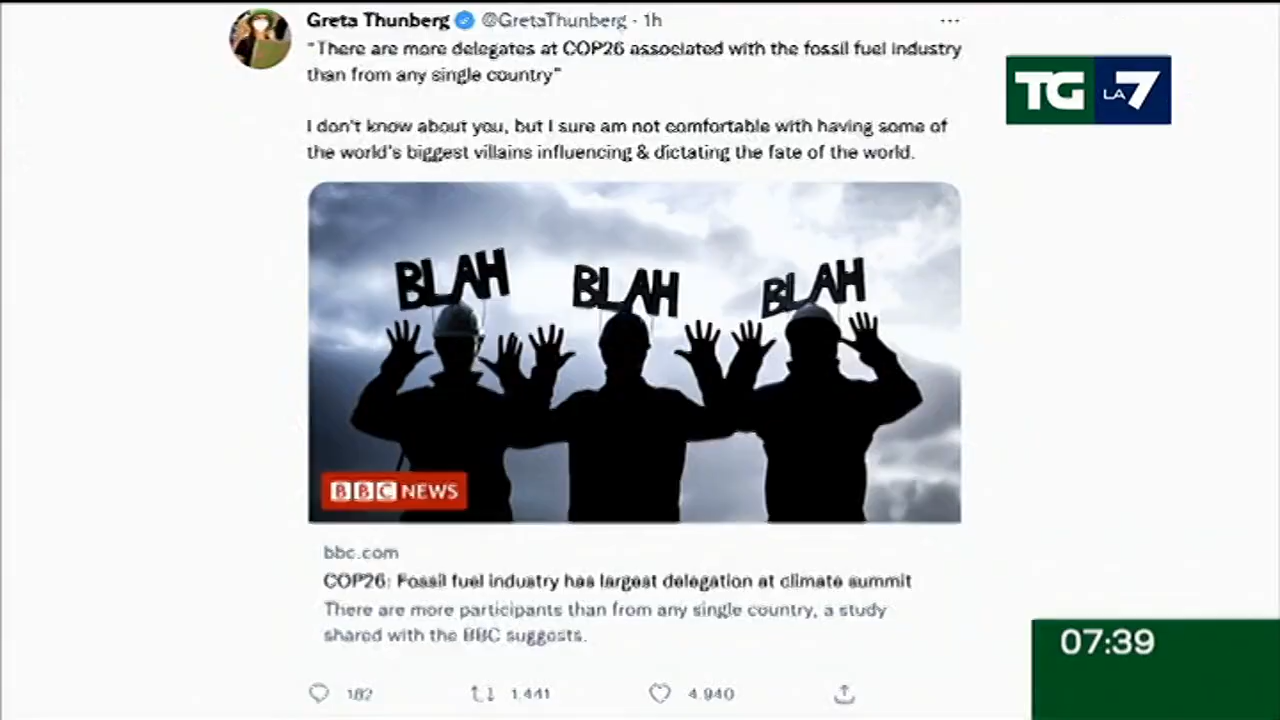 Greta Thunberg @GretaThunberg · 1h
"There are more delegates at COP26 associated with the fossil fuel industry
than from any single country"
I don't know about you, but I sure am not comfortable with having some of
the world's biggest villains influencing & dictating the fate of the world.
TG LA7
BLAH BLAH BLAH
BBC NEWS
bbc.com
COP26: Fossil fuel industry has largest delegation at climate summit
There are more participants than from any single country, a study
shared with the BBC suggests.
182 1.441 4.940
07:39